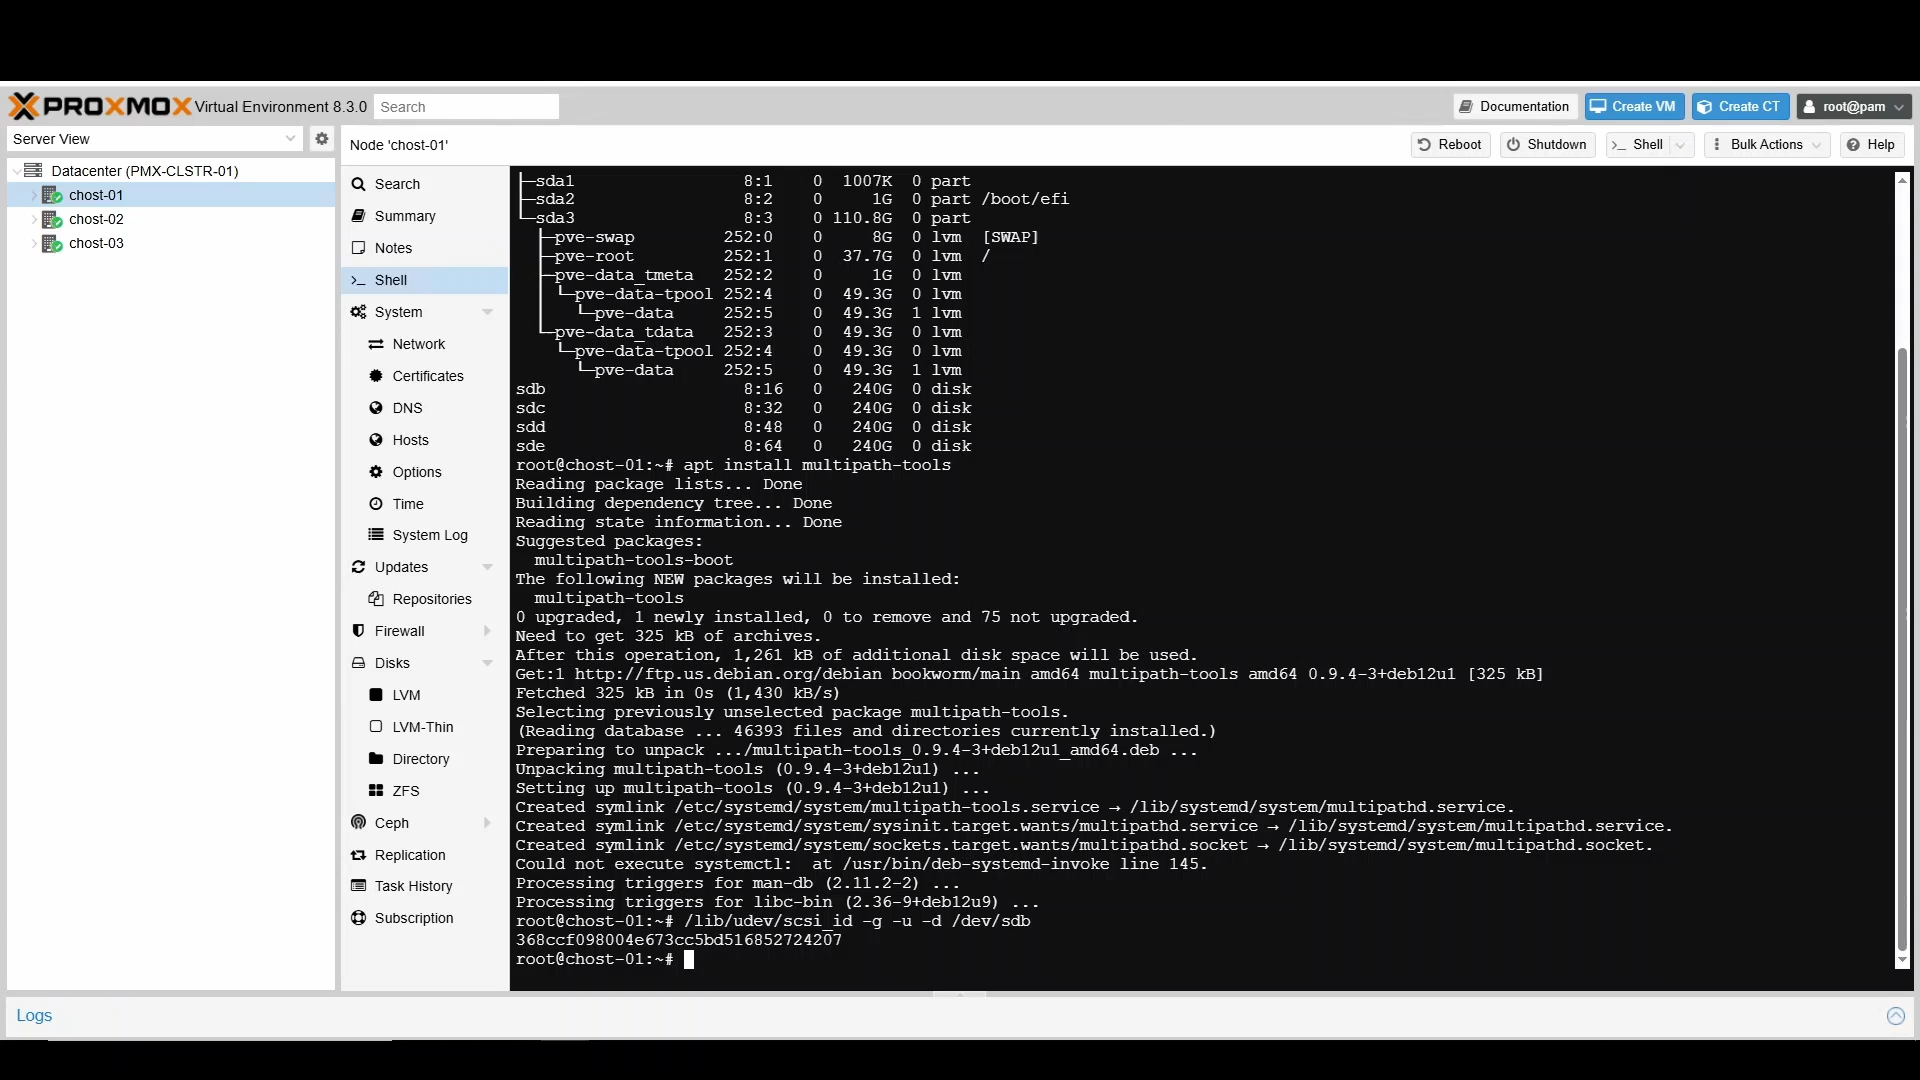 PROXMOX Virtual Environment 8.3.0 Search Documentation Create VM Create CT root@pam
Server View
Datacenter (PMX-CLSTR-01)
chost-01
chost-02
chost-03
Node 'chost-01' Reboot Shutdown >_ Shell Bulk Actions Help
Search
Summary
Notes
>_ Shell
System
Network
Certificates
DNS
Hosts
Options
Time
System Log
Updates
Repositories
Firewall
Disks
LVM
LVM-Thin
Directory
ZFS
Ceph
Replication
Task History
Subscription
├─sda1 8:1 0 1007K 0 part
├─sda2 8:2 0 1G 0 part /boot/efi
└─sda3 8:3 0 110.8G 0 part
├─pve-swap 252:0 0 8G 0 lvm [SWAP]
├─pve-root 252:1 0 37.7G 0 lvm /
├─pve-data_tmeta 252:2 0 1G 0 lvm
│ └─pve-data-tpool 252:4 0 49.3G 0 lvm
│ └─pve-data 252:5 0 49.3G 1 lvm
└─pve-data_tdata 252:3 0 49.3G 0 lvm
└─pve-data-tpool 252:4 0 49.3G 0 lvm
└─pve-data 252:5 0 49.3G 1 lvm
sdb 8:16 0 240G 0 disk
sdc 8:32 0 240G 0 disk
sdd 8:48 0 240G 0 disk
sde 8:64 0 240G 0 disk
root@chost-01:~# apt install multipath-tools
Reading package lists... Done
Building dependency tree... Done
Reading state information... Done
Suggested packages:
multipath-tools-boot
The following NEW packages will be installed:
multipath-tools
0 upgraded, 1 newly installed, 0 to remove and 75 not upgraded.
Need to get 325 kB of archives.
After this operation, 1,261 kB of additional disk space will be used.
Get:1 http://ftp.us.debian.org/debian bookworm/main amd64 multipath-tools amd64 0.9.4-3+deb12u1 [325 kB]
Fetched 325 kB in 0s (1,430 kB/s)
Selecting previously unselected package multipath-tools.
(Reading database ... 46393 files and directories currently installed.)
Preparing to unpack .../multipath-tools_0.9.4-3+deb12u1_amd64.deb ...
Unpacking multipath-tools (0.9.4-3+deb12u1) ...
Setting up multipath-tools (0.9.4-3+deb12u1) ...
Created symlink /etc/systemd/system/multipath-tools.service → /lib/systemd/system/multipathd.service.
Created symlink /etc/systemd/system/sysinit.target.wants/multipathd.service → /lib/systemd/system/multipathd.service.
Created symlink /etc/systemd/system/sockets.target.wants/multipathd.socket → /lib/systemd/system/multipathd.socket.
Could not execute systemctl:  at /usr/bin/deb-systemd-invoke line 145.
Processing triggers for man-db (2.11.2-2) ...
Processing triggers for libc-bin (2.36-9+deb12u9) ...
root@chost-01:~# /lib/udev/scsi_id -g -u -d /dev/sdb
368ccf098004e673cc5bd516852724207
root@chost-01:~#
Logs